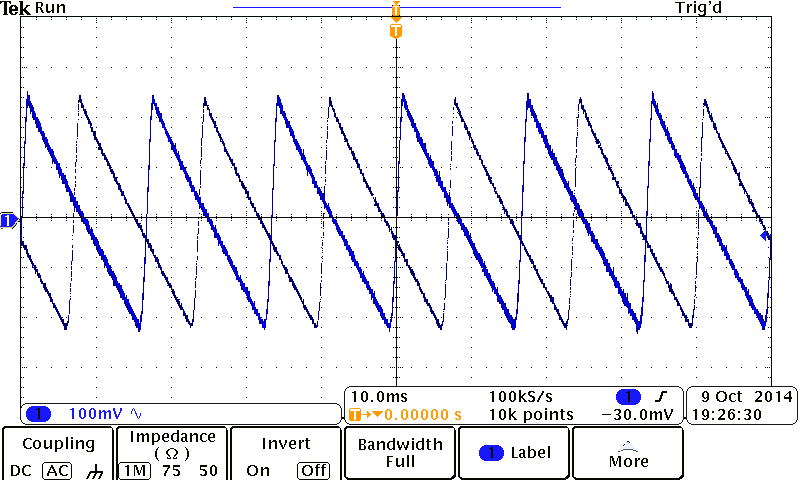 Tek Run Trig'd
T
T
1
1 100mV
10.0ms 100kS/s 1
T 0.00000 s 10k points −30.0mV
9 Oct 2014
19:26:30
Coupling
DC AC
Impedance
(Ω)
1M 75 50
Invert
On Off
Bandwidth
Full
1 Label
More